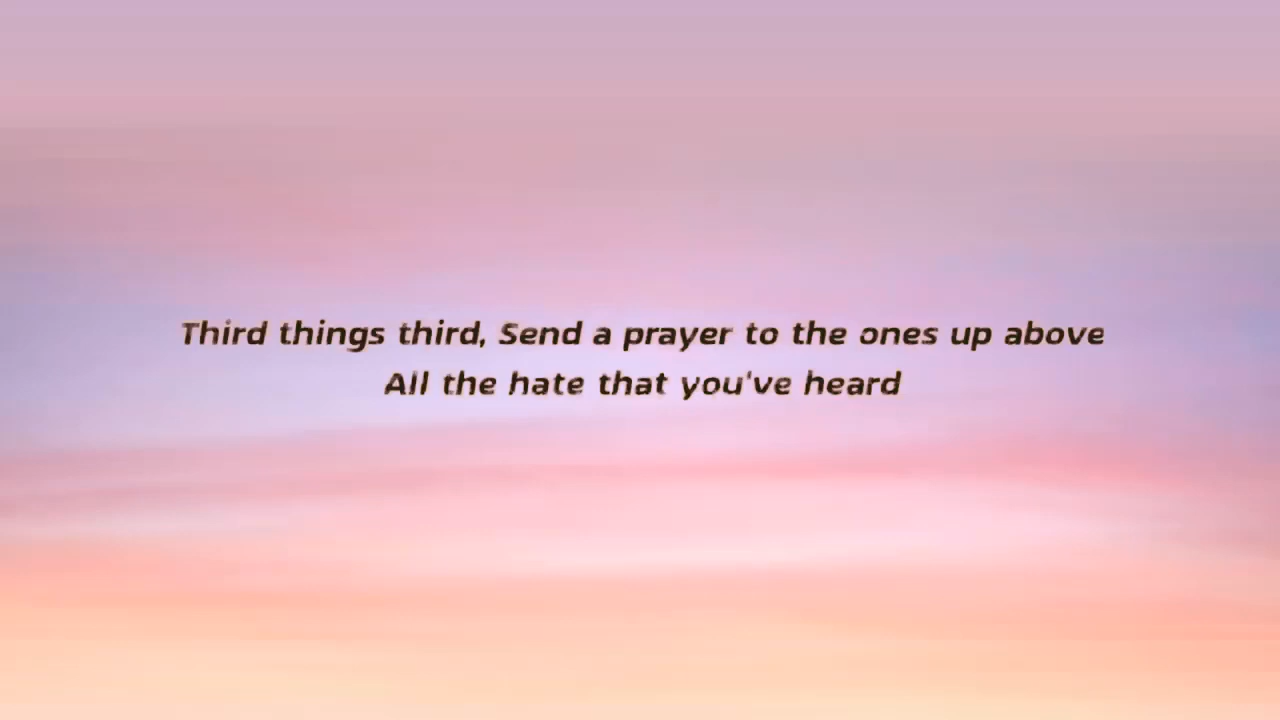 Third things third, Send a prayer to the ones up above
All the hate that you've heard